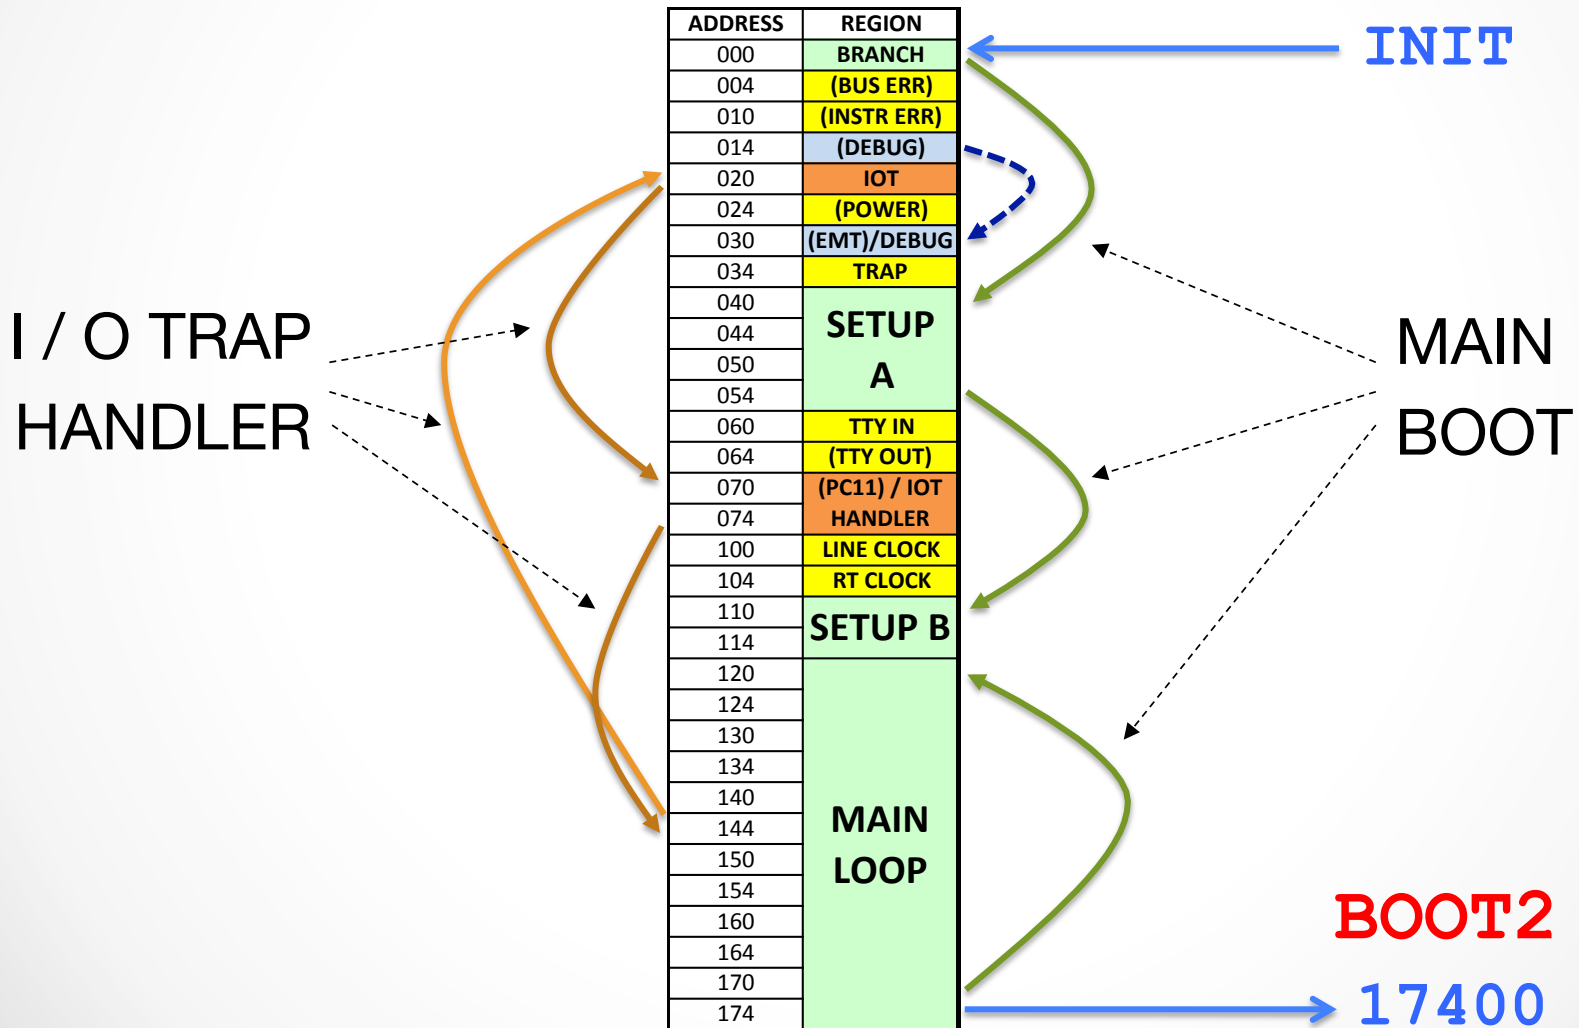 ADDRESS REGION
000 BRANCH
004 (BUS ERR)
010 (INSTR ERR)
014 (DEBUG)
020 IOT
024 (POWER)
030 (EMT)/DEBUG
034 TRAP
040 SETUP
044
050 A
054
060 TTY IN
064 (TTY OUT)
070 (PC11) / IOT
074 HANDLER
100 LINE CLOCK
104 RT CLOCK
110 SETUP B
114
120
124
130
134
140 MAIN
144
150 LOOP
154
160
164
170
174
INIT
I / O TRAP
HANDLER
MAIN
BOOT
BOOT2
17400